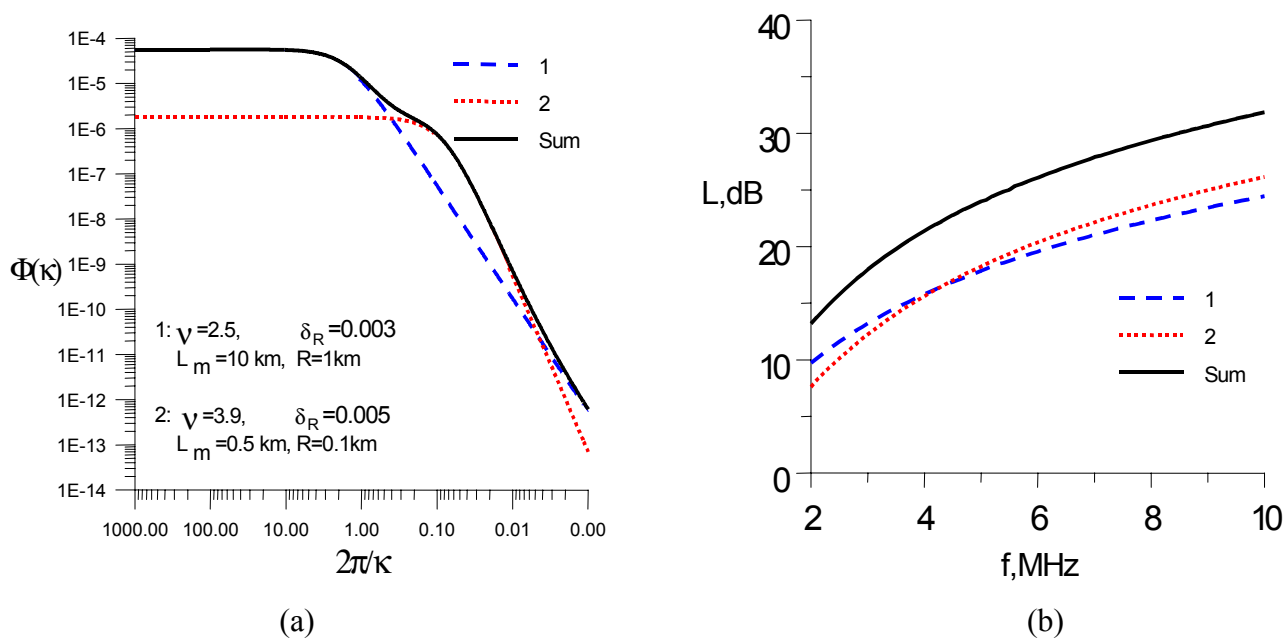 1E-4
1E-5
1E-6
1E-7
1E-8
1E-9
1E-10
1E-11
1E-12
1E-13
1E-14
Φ(κ)
1
2
Sum
1: ν=2.5, δR=0.003
L m =10 km, R=1km
2: ν=3.9, δR=0.005
L m =0.5 km, R=0.1km
1000.00 100.00 10.00 1.00 0.10 0.01 0.00
2π/κ
(a)
40
30
20
10
0
L,dB
1
2
Sum
2 4 6 8 10
f,MHz
(b)